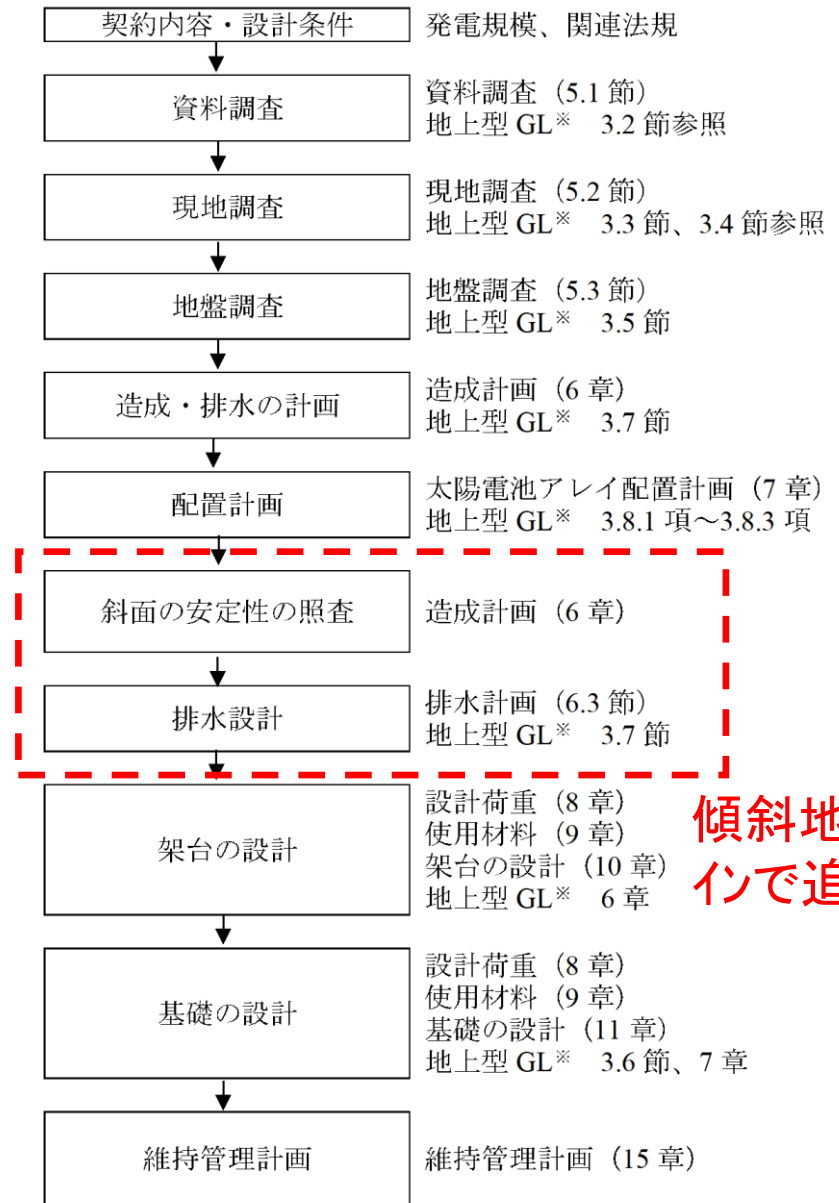 契約内容・設計条件
発電規模、関連法規
資料調査
資料調査（5.1 節）
地上型 GL※ 3.2 節参照
現地調査
現地調査（5.2 節）
地上型 GL※ 3.3 節、3.4 節参照
地盤調査
地盤調査（5.3 節）
地上型 GL※ 3.5 節
造成・排水の計画
造成計画（6 章）
地上型 GL※ 3.7 節
配置計画
太陽電池アレイ配置計画（7 章）
地上型 GL※ 3.8.1 項～3.8.3 項
斜面の安定性の照査
造成計画（6 章）
排水設計
排水計画（6.3 節）
地上型 GL※ 3.7 節
架台の設計
設計荷重（8 章）
使用材料（9 章）
架台の設計（10 章）
地上型 GL※ 6 章
傾斜地
インで追
基礎の設計
設計荷重（8 章）
使用材料（9 章）
基礎の設計（11 章）
地上型 GL※ 3.6 節、7 章
維持管理計画
維持管理計画（15 章）